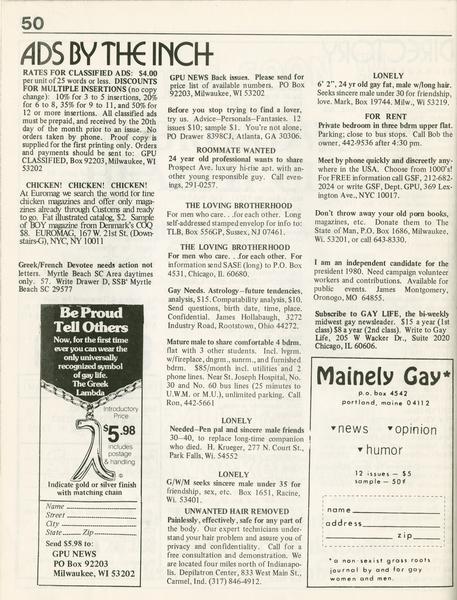 50
ADS BY THE INCH
RATES FOR CLASSIFIED ADS: $4.00
per unit of 25 words or less. DISCOUNTS
FOR MULTIPLE INSERTIONS (no copy
change): 10% for 3 to 5 insertions, 20%
for 6 to 8, 35% for 9 to 11, and 50% for
12 or more insertions. All classified ads
must be prepaid, and received by the 20th
day of the month prior to an issue. No
orders taken by phone. Proof copy is
supplied for the first printing only. Orders
and payments should be sent to: GPU
CLASSIFIED, Box 92203, Milwaukee, WI
53202
CHICKEN! CHICKEN! CHICKEN!
At Euromag we search the world for fine
chicken magazines and offer only maga-
zines already through Customs and ready
to go. Fat illustrated catalog, $2. Sample
of BOY magazine from Denmark's COQ
$8. EUROMAG, 167 W. 21st St. (Down-
stairs-G), NYC, NY 10011
Greek/French Devotee needs action not
letters. Myrtle Beach SC Area daytimes
only. 57. Write Drawer D, SSB' Myrtle
Beach SC 29577
Be Proud
Tell Others
Now, for the first time
ever you can wear the
only universally
recognized symbol
of gay life.
The Greek
Lambda
Introductory
Price
$5.98
includes
postage
& handling
Indicate gold or silver finish
with matching chain
Name
Street
City
State Zip
Send $5.98 to:
GPU NEWS
PO Box 92203
Milwaukee, WI 53202
GPU NEWS Back issues. Please send for
price list of available numbers. PO Box
92203, Milwaukee, WI 53202
Before you stop trying to find a lover,
try us. Advice-Personals-Fantasies. 12
issues $10; sample $1. You're not alone,
PO Drawer 8398CJ, Atlanta, GA 30306.
ROOMMATE WANTED
24 year old professional wants to share
Prospect Ave. luxury hi-rise apt. with an-
other young responsible guy. Call even-
ings, 291-0257.
THE LOVING BROTHERHOOD
For men who care. . .for each other. Long
self-addressed stamped envelop for info to:
TLB, Box 556GP, Sussex, NJ 07461.
THE LOVING BROTHERHOOD
For men who care. . .for each other. For
information send SASE (long) to P.O. Box
4531, Chicago, Il. 60680.
Gay Needs. Astrology-future tendencies,
analysis, $15. Compatability analysis, $10.
Send questions, birth date, time, place.
Confidential. James Hollabaugh, 3272
Industry Road, Rootstown, Ohio 44272.
Mature male to share comfortable 4 bdrm.
flat with 3 other students. Incl. lvgrm.
w/fireplace, dngrm., sunrm., and furnished
bdrm. $85/month incl. utilities and 2
phone lines. Near St. Joseph Hospital, No.
30 and No. 60 bus lines (25 minutes to
U.W.M. or M.U.), unlimited parking. Call
Ron, 442-5661
LONELY
Needed-Pen pal and sincere male friends
30-40, to replace long-time companion
who died. H. Krueger, 277 N. Court St.,
Park Falls, Wi. 54552
LONELY
G/W/M seeks sincere male under 35 for
friendship, sex, etc. Box 1651, Racine,
Wi. 53401.
UNWANTED HAIR REMOVED
Painlessly, effectively, safe for any part of
the body. Our expert technicians under-
stand your hair problem and assure you of
privacy and confidentiality. Call for a
free consultation and demonstration. We
are located four miles north of Indianapo-
lis. Depilatron Center, 833 West Main St.,
Carmel, Ind. (317) 846-4912.
LONELY
6' 2", 24 yr old gay fat, male w/long hair.
Seeks sincere male under 30 for friendship,
love. Mark, Box 19744. Milw., Wi 53219.
FOR RENT
Private bedroom in three bdrm upper flat.
Parking; close to bus stops. Call Bob the
owner, 442-9536 after 4:30 pm.
Meet by phone quickly and discreetly any-
where in the USA. Choose from 1000's!
For FREE information call GSF, 212-682-
2024 or write GSF, Dept. GPU, 369 Lex-
ington Ave., NYC 10017.
Don't throw away your old porn books,
magazines, etc. Donate them to The
State of Man, P.O. Box 1686, Milwaukee,
Wi. 53201, or call 643-8330.
I am an independent candidate for the
president 1980. Need campaign volunteer
workers and contributions. Available for
public events. James Montgomery,
Oronogo, MO 64855.
Subscribe to GAY LIFE, the bi-weekly
midwest gay newsleader. $15 a year (1st
class) $8 a year (2nd class). Write to Gay
Life, 205 W Wacker Dr., Suite 2020
Chicago, IL 60606.
Mainely Gay*
p.o. box 4542
portland, maine 04112
news opinion
humor
12 issues - $5
sample - 50¢
name
address
zip
*a non-sexist grass roots
journal by and for gay
women and men.